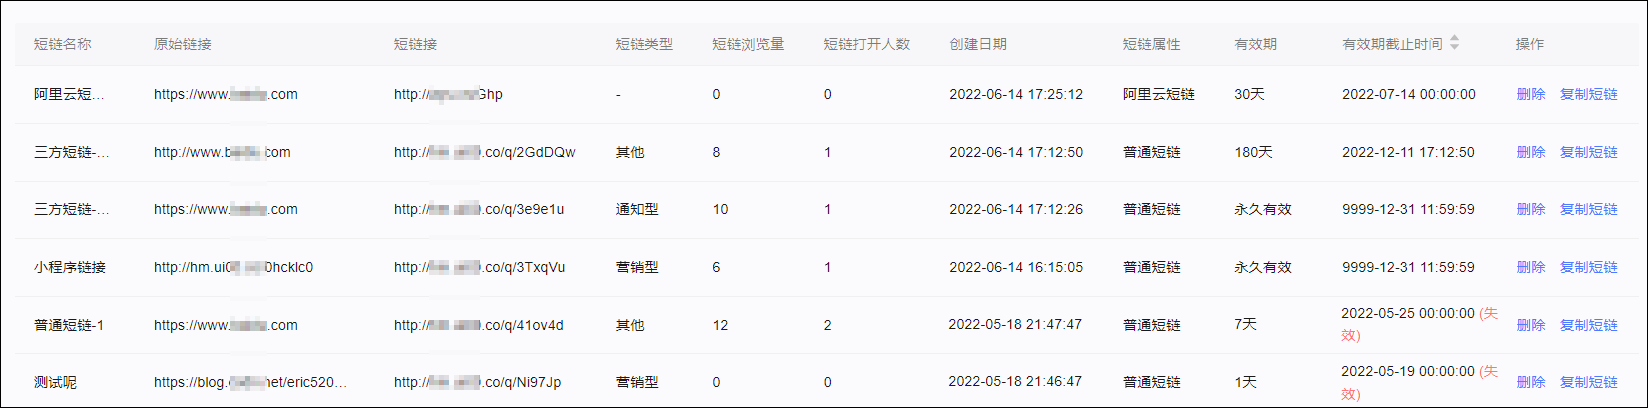 短链名称 原始链接 短链接 短链类型 短链浏览量 短链打开人数 创建日期 短链属性 有效期 有效期截止时间 操作
阿里云短... https://www. .com http:// Ghp - 0 0 2022-06-14 17:25:12 阿里云短链 30天 2022-07-14 00:00:00 删除 复制短链
三方短链-... http://www.b .com http:// .co/q/2GdDQw 其他 8 1 2022-06-14 17:12:50 普通短链 180天 2022-12-11 17:12:50 删除 复制短链
三方短链-... https://www. .com http:// .co/q/3e9e1u 通知型 10 1 2022-06-14 17:12:26 普通短链 永久有效 9999-12-31 11:59:59 删除 复制短链
小程序链接 http://hm.ui0 0hcklc0 http:// .co/q/3TxqVu 营销型 6 1 2022-06-14 16:15:05 普通短链 永久有效 9999-12-31 11:59:59 删除 复制短链
普通短链-1 https://www. .com http:// .co/q/41ov4d 其他 12 2 2022-05-18 21:47:47 普通短链 7天 2022-05-25 00:00:00 (失
效) 删除 复制短链
测试呢 https://blog. net/eric520... http:// .co/q/Ni97Jp 营销型 0 0 2022-05-18 21:46:47 普通短链 1天 2022-05-19 00:00:00 (失
效) 删除 复制短链